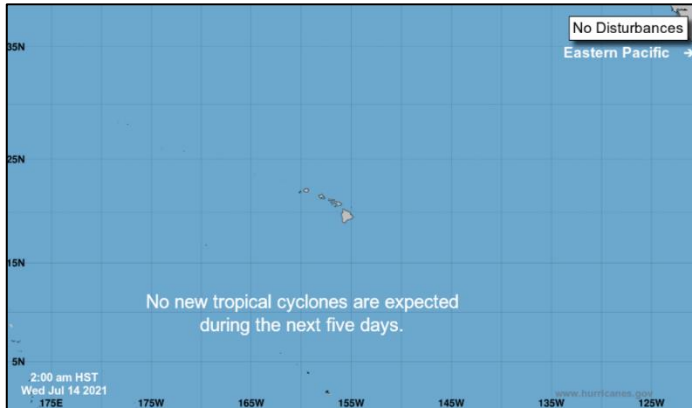 No Disturbances
Eastern Pacific →
35N
25N
15N
No new tropical cyclones are expected
during the next five days.
5N
2:00 am HST
Wed Jul 14 2021
www.hurricanes.gov
175E 175W 165W 155W 145W 135W 125W